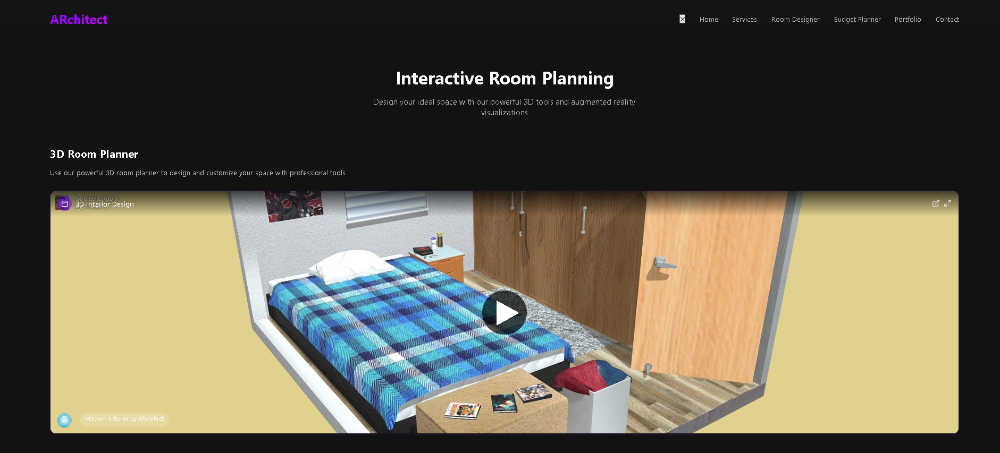 ARchitect
Home Services Room Designer Budget Planner Portfolio Contact
Interactive Room Planning
Design your ideal space with our powerful 3D tools and augmented reality
visualizations
3D Room Planner
Use our powerful 3D room planner to design and customize your space with professional tools
Isometric Room
3D Interior Design
Modern Interior by ARchitect